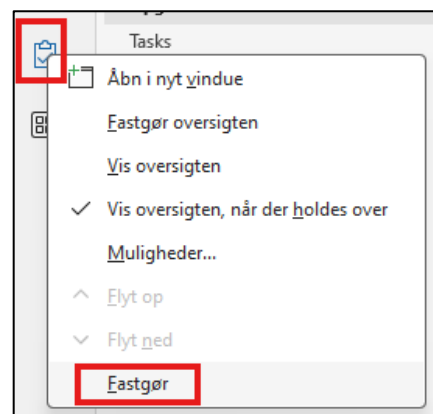 Tasks
Åbn i nyt vindue
Fastgør oversigten
Vis oversigten
Vis oversigten, når der holdes over
Muligheder...
Flyt op
Flyt ned
Fastgør